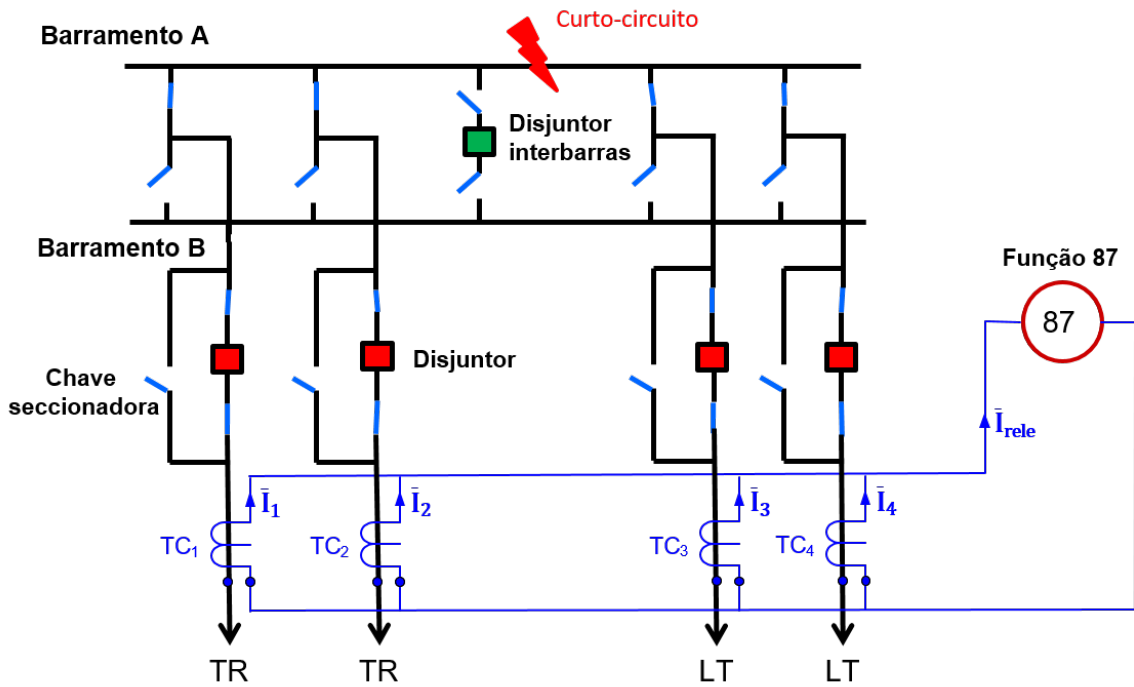 Curto-circuito
Barramento A
Disjuntor
interbarras
Barramento B
Função 87
87
Disjuntor
Chave
seccionadora
Īrele
Ī1
Ī2
Ī3
Ī4
TC1
TC2
TC3
TC4
TR
TR
LT
LT